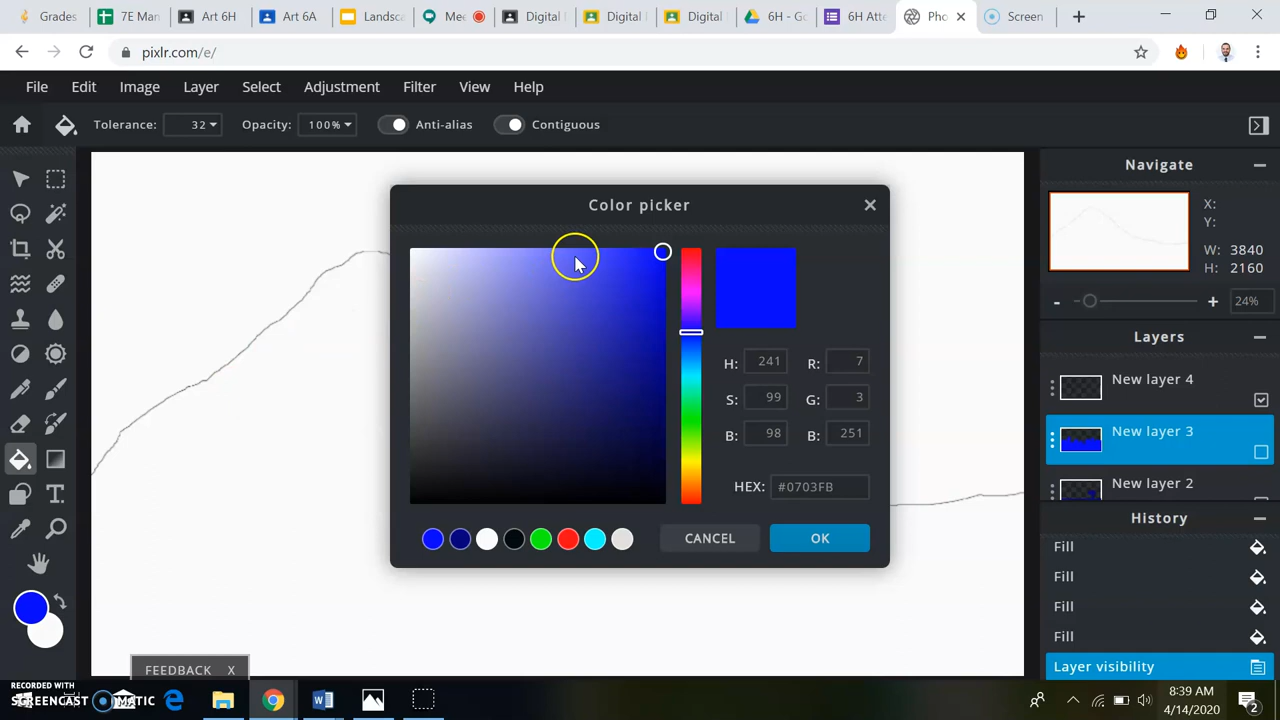 Grades
71 Man
Art 6H
Art 6A
Landsc
Mee
Digital
Digital
Digital
6H - G
6H Atte
Pho
Screen
pixlr.com/e/
File Edit Image Layer Select Adjustment Filter View Help
Tolerance: 32 Opacity: 100% Anti-alias Contiguous
Navigate
X:
Y:
W: 3840
H: 2160
- + 24%
Color picker
H: 241 R: 7
S: 99 G: 3
B: 98 B: 251
HEX: #0703FB
CANCEL OK
Layers
New layer 4
New layer 3
New layer 2
History
Fill
Fill
Fill
Fill
Layer visibility
FEEDBACK X
RECORDED WITH
SCREENCAST MATIC
8:39 AM
4/14/2020
2